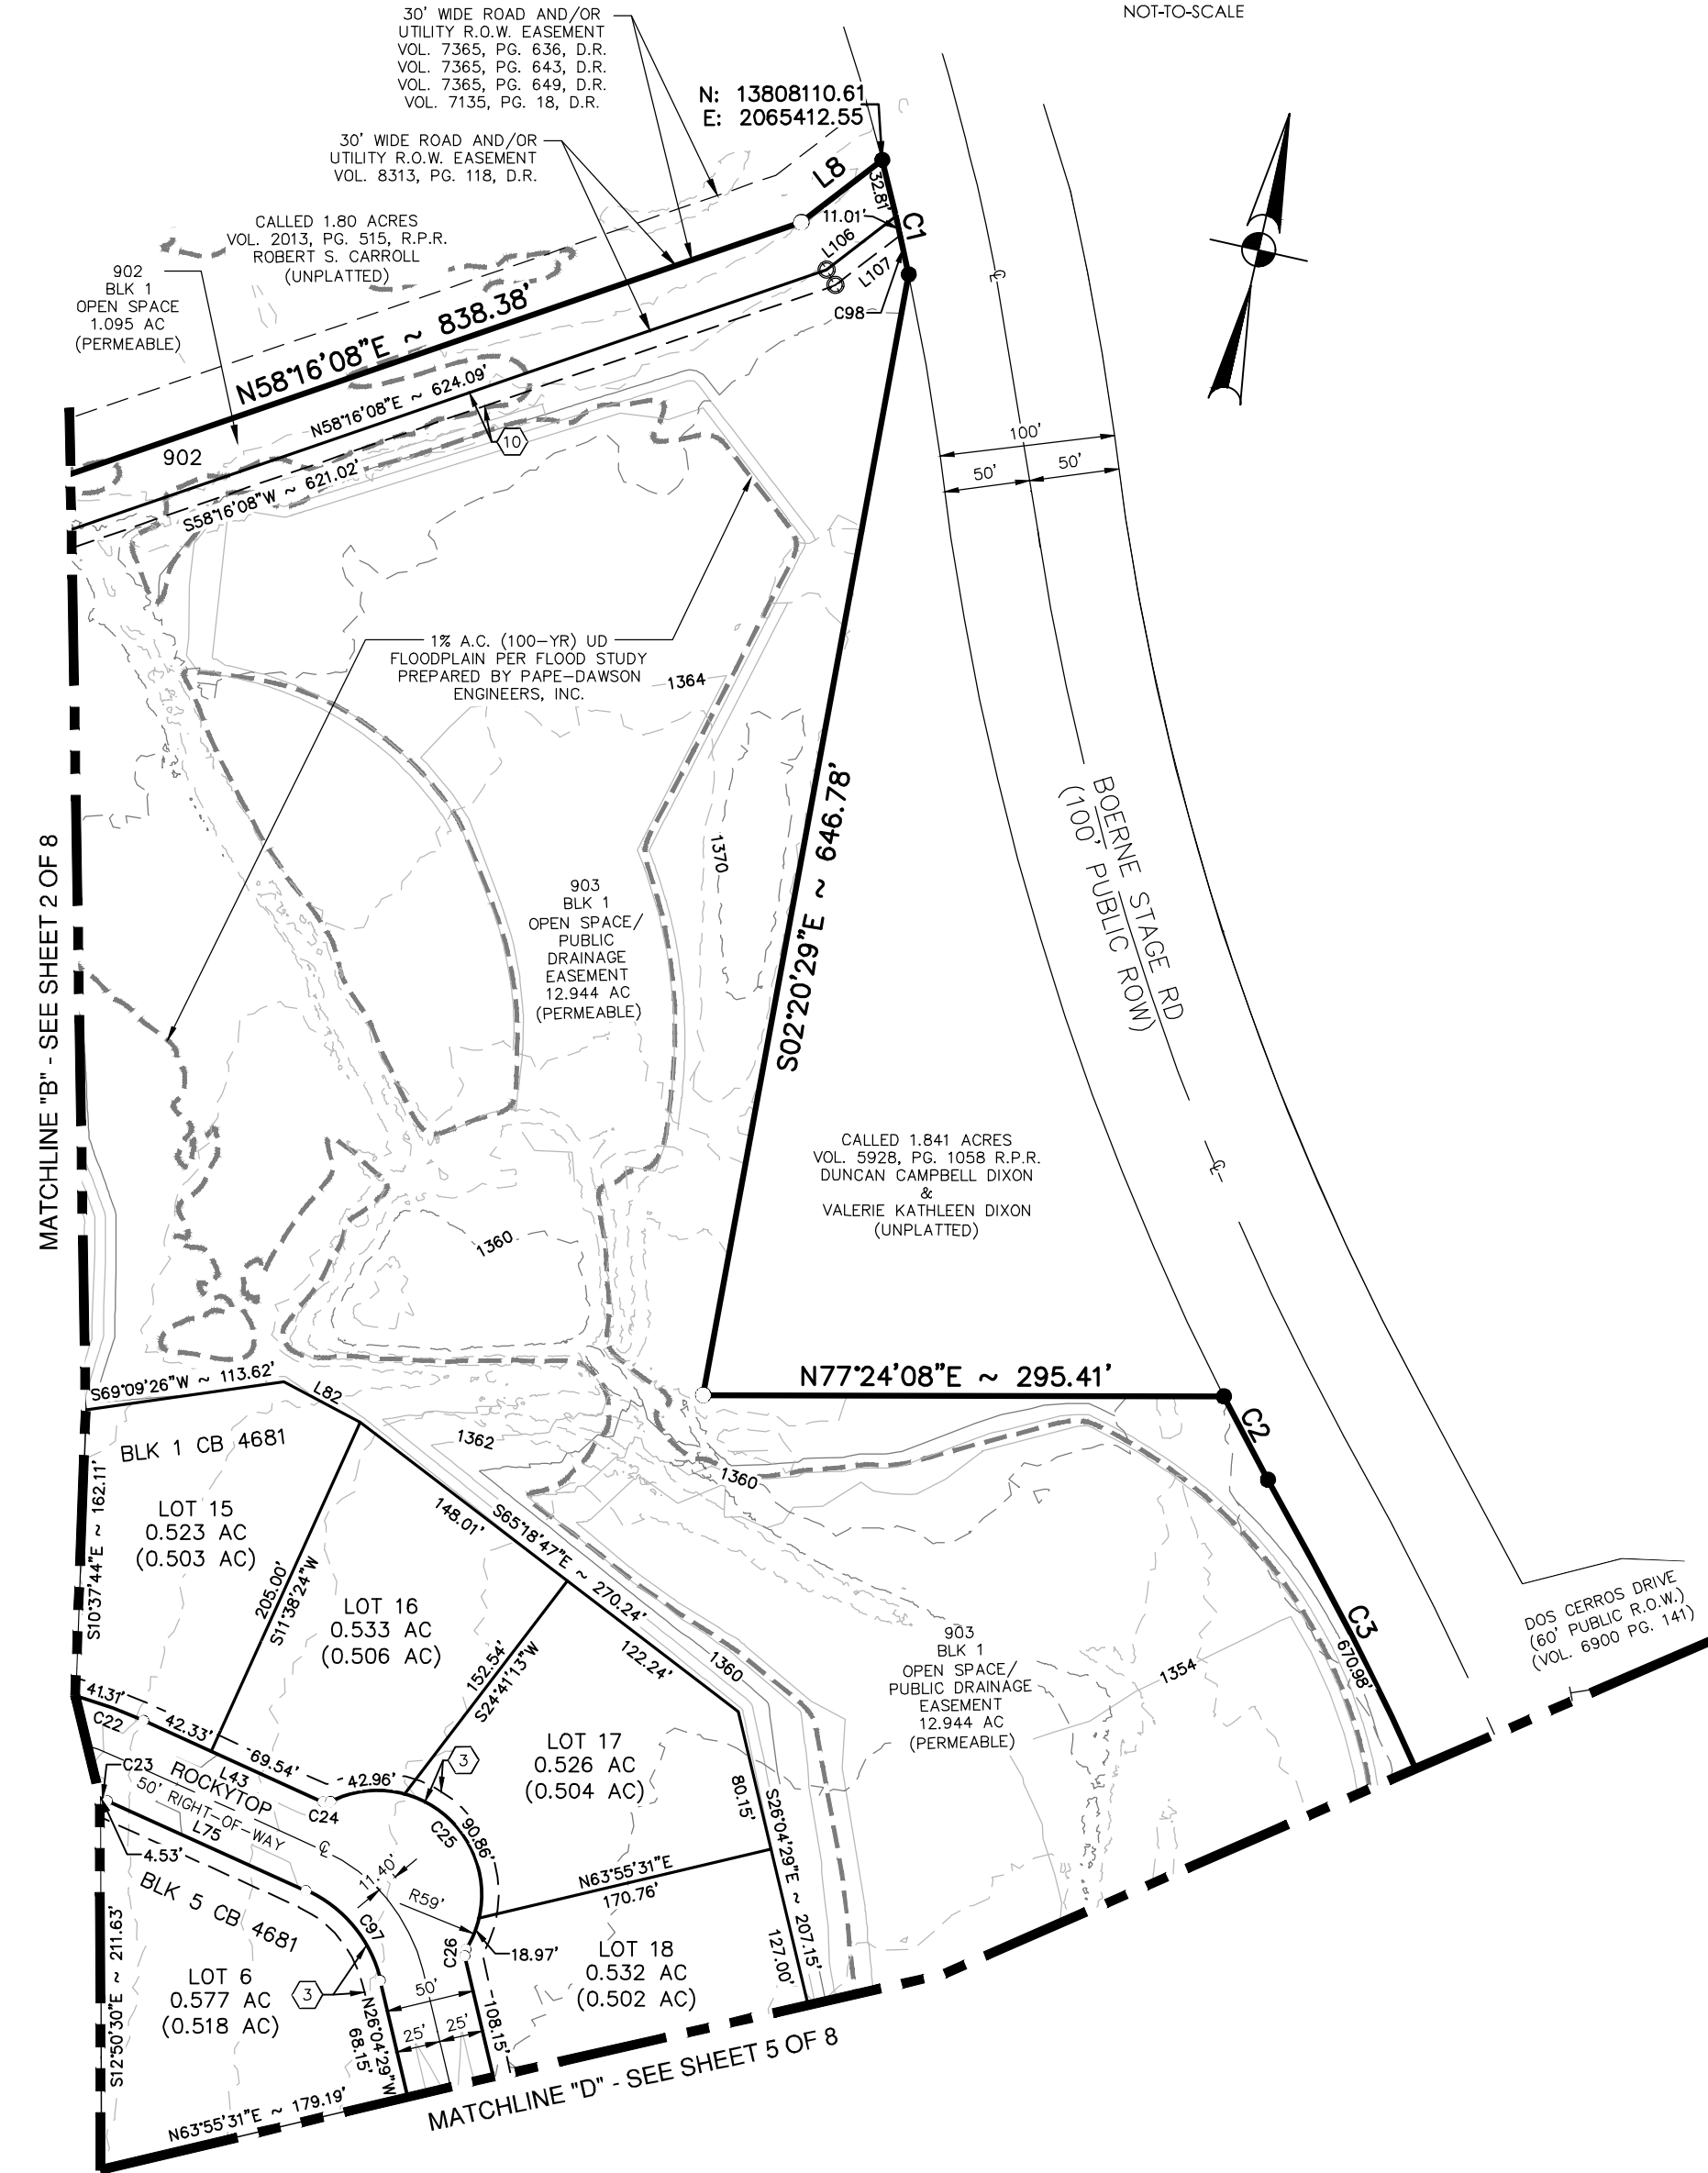 NOT-TO-SCALE
30' WIDE ROAD AND/OR
UTILITY R.O.W. EASEMENT
VOL. 7365, PG. 636, D.R.
VOL. 7365, PG. 643, D.R.
VOL. 7365, PG. 649, D.R.
VOL. 7135, PG. 18, D.R.
N: 13808110.61
E: 2065412.55
30' WIDE ROAD AND/OR
UTILITY R.O.W. EASEMENT
VOL. 8313, PG. 118, D.R.
L8
32.81'
11.01'
C1
L106
L107
C98
CALLED 1.80 ACRES
VOL. 2013, PG. 515, R.P.R.
ROBERT S. CARROLL
(UNPLATTED)
902
BLK 1
OPEN SPACE
1.095 AC
(PERMEABLE)
N58°16'08"E ~ 838.38'
N58°16'08"E ~ 624.09'
10
902
S58°16'08"W ~ 621.02'
℄
100'
50'
50'
1% A.C. (100-YR) UD
FLOODPLAIN PER FLOOD STUDY
PREPARED BY PAPE-DAWSON
ENGINEERS, INC.
1364
1370
S02°20'29"E ~ 646.78'
BOERNE STAGE RD
(100' PUBLIC ROW)
MATCHLINE "B" - SEE SHEET 2 OF 8
903
BLK 1
OPEN SPACE/
PUBLIC
DRAINAGE
EASEMENT
12.944 AC
(PERMEABLE)
CALLED 1.841 ACRES
VOL. 5928, PG. 1058 R.P.R.
DUNCAN CAMPBELL DIXON
&
VALERIE KATHLEEN DIXON
(UNPLATTED)
℄
1360
N77°24'08"E ~ 295.41'
S69°09'26"W ~ 113.62'
L82
C2
BLK 1 CB 4681
1362
1360
S10°37'44"E ~ 162.11'
LOT 15
0.523 AC
(0.503 AC)
205.00'
S11°38'24"W
148.01'
S65°18'47"E ~ 270.24'
LOT 16
0.533 AC
(0.506 AC)
152.54'
S24°41'13"W
122.24'
1360
903
BLK 1
OPEN SPACE/
PUBLIC DRAINAGE
EASEMENT
12.944 AC
(PERMEABLE)
1354
C3
670.98'
DOS CERROS DRIVE
(60' PUBLIC R.O.W.)
(VOL. 6900 PG. 141)
41.31'
C22
42.33'
69.54'
42.96'
3
LOT 17
0.526 AC
(0.504 AC)
C23
L43
ROCKYTOP
50' RIGHT-OF-WAY
C24
℄
C25
90.86'
80.15'
S26°04'29"E ~ 207.15'
L75
4.53'
11.40'
R59'
N63°55'31"E
170.76'
BLK 5 CB 4681
C97
C26
18.97'
127.00'
S12°50'30"E ~ 211.63'
LOT 6
0.577 AC
(0.518 AC)
3
LOT 18
0.532 AC
(0.502 AC)
50'
25'
25'
108.15'
N26°04'29"W
68.15'
N63°55'31"E ~ 179.19'
MATCHLINE "D" - SEE SHEET 5 OF 8